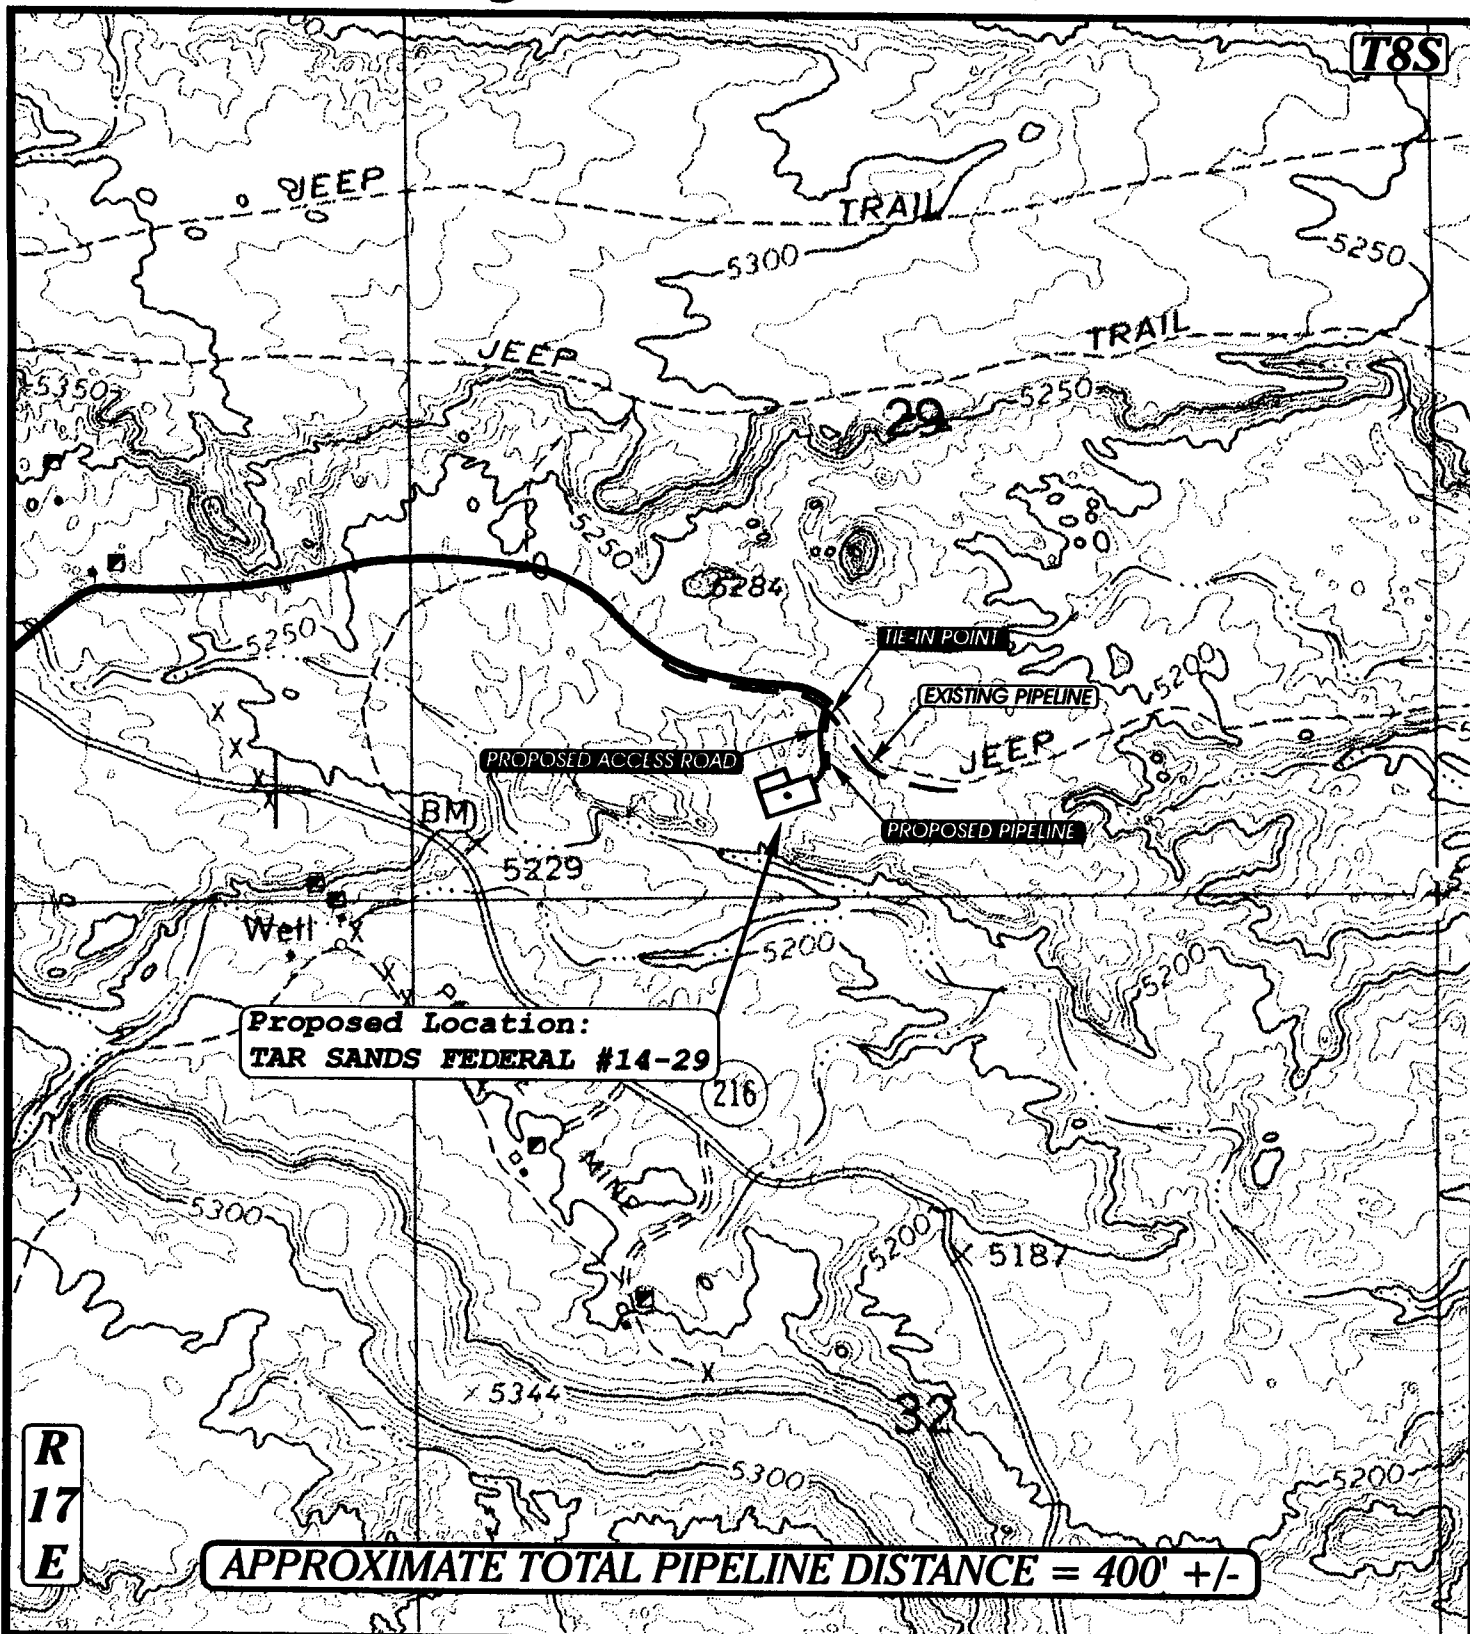 T8S
JEEP
TRAIL
5300
5250
TRAIL
JEEP
5350
29
5250
5250
5284
TIE-IN POINT
5250
5200
EXISTING PIPELINE
JEEP
PROPOSED ACCESS ROAD
BM
PROPOSED PIPELINE
5229
Well
5200
5200
Proposed Location:
TAR SANDS FEDERAL #14-29
216
MINE
5300
5200
5187
5344
32
R
17
E
5300
5200
APPROXIMATE TOTAL PIPELINE DISTANCE = 400' +/-